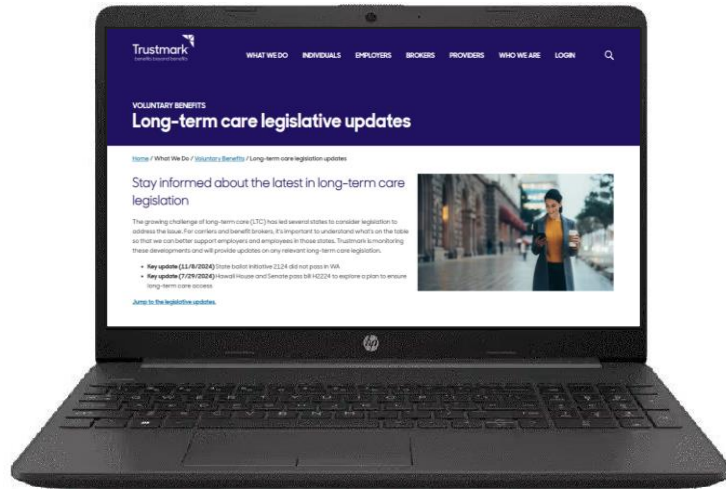 Trustmark
benefits beyond benefits
WHAT WE DO INDIVIDUALS EMPLOYERS BROKERS PROVIDERS WHO WE ARE LOGIN
VOLUNTARY BENEFITS
Long-term care legislative updates
Home / What We Do / Voluntary Benefits / Long-term care legislation updates
Stay informed about the latest in long-term care
legislation
The growing challenge of long-term care (LTC) has led several states to consider legislation to
address the issue. For carriers and benefit brokers, it's important to understand what's on the table
so that we can better support employers and employees in those states. Trustmark is monitoring
these developments and will provide updates on any relevant long-term care legislation.
• Key update (11/8/2024) State ballot initiative 2124 did not pass in WA
• Key update (7/29/2024) Hawaii House and Senate pass bill H2224 to explore a plan to ensure
long-term care access
Jump to the legislative updates.
hp